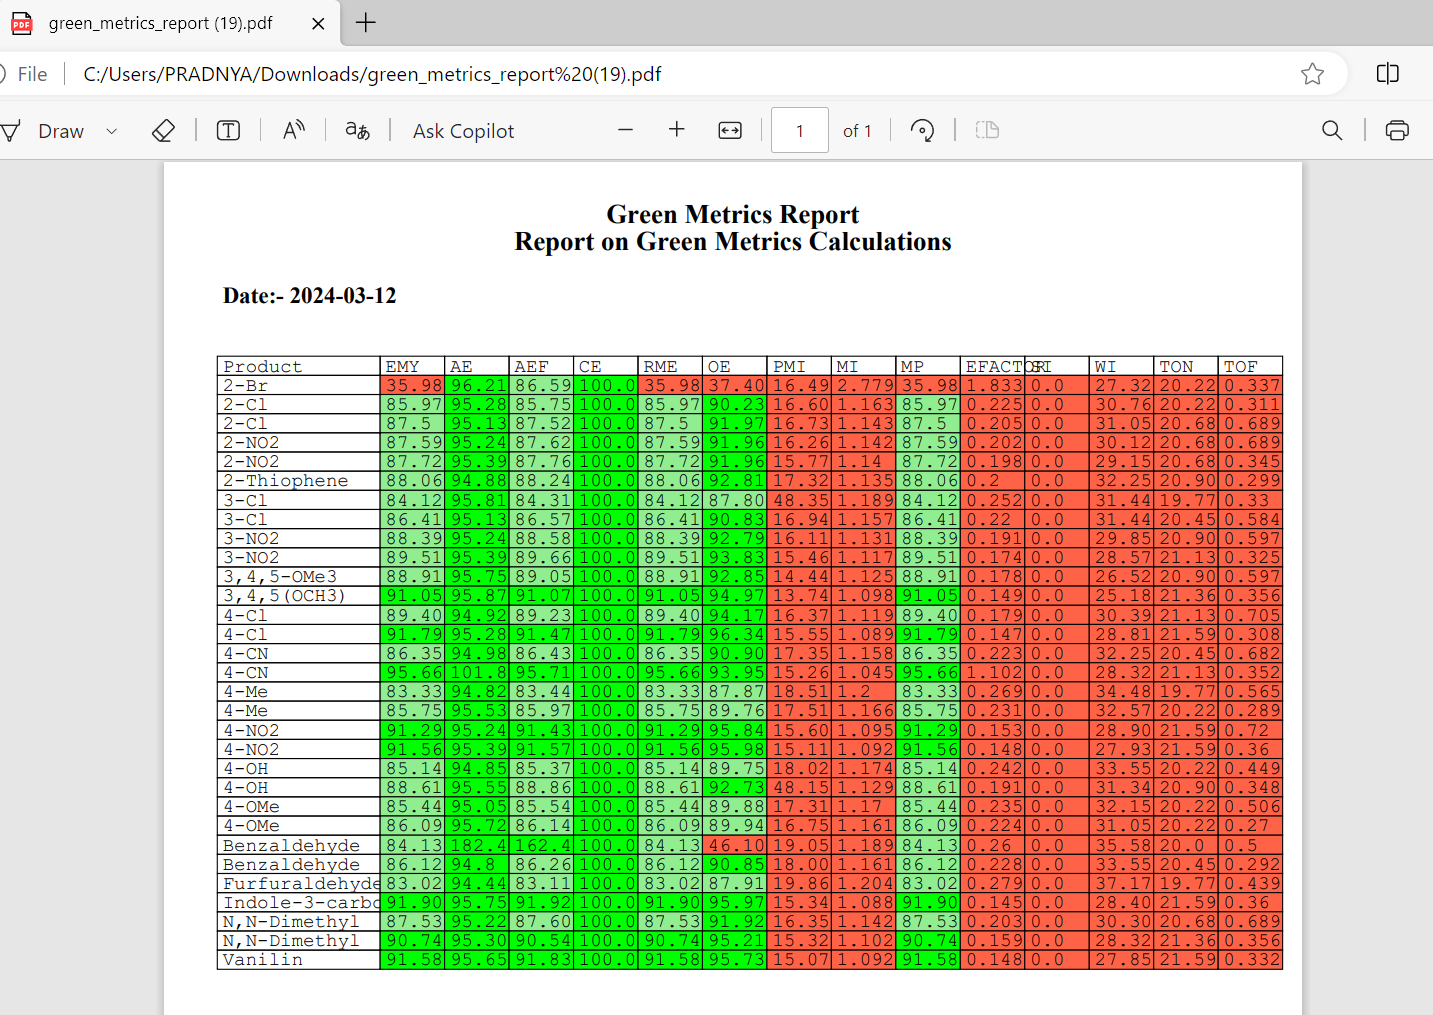 green_metrics_report (19).pdf
File C:/Users/PRADNYA/Downloads/green_metrics_report%20(19).pdf
Draw Ask Copilot 1 of 1
Green Metrics Report
Report on Green Metrics Calculations
Date:- 2024-03-12
Product EMY AE AEF CE RME OE PMI MI MP EFACTOR SI WI TON TOF
2-Br 35.98 96.21 86.59 100.0 35.98 37.40 16.49 2.779 35.98 1.833 0.0 27.32 20.22 0.337
2-Cl 85.97 95.28 85.75 100.0 85.97 90.23 16.60 1.163 85.97 0.225 0.0 30.76 20.22 0.311
2-Cl 87.5 95.13 87.52 100.0 87.5 91.97 16.73 1.143 87.5 0.205 0.0 31.05 20.68 0.689
2-NO2 87.59 95.24 87.62 100.0 87.59 91.96 16.26 1.142 87.59 0.202 0.0 30.12 20.68 0.689
2-NO2 87.72 95.39 87.76 100.0 87.72 91.96 15.77 1.14 87.72 0.198 0.0 29.15 20.68 0.345
2-Thiophene 88.06 94.88 88.24 100.0 88.06 92.81 17.32 1.135 88.06 0.2 0.0 32.25 20.90 0.299
3-Cl 84.12 95.81 84.31 100.0 84.12 87.80 48.35 1.189 84.12 0.252 0.0 31.44 19.77 0.33
3-Cl 86.41 95.13 86.57 100.0 86.41 90.83 16.94 1.157 86.41 0.22 0.0 31.44 20.45 0.584
3-NO2 88.39 95.24 88.58 100.0 88.39 92.79 16.11 1.131 88.39 0.191 0.0 29.85 20.90 0.597
3-NO2 89.51 95.39 89.66 100.0 89.51 93.83 15.46 1.117 89.51 0.174 0.0 28.57 21.13 0.325
3,4,5-OMe3 88.91 95.75 89.05 100.0 88.91 92.85 14.44 1.125 88.91 0.178 0.0 26.52 20.90 0.597
3,4,5(OCH3) 91.05 95.87 91.07 100.0 91.05 94.97 13.74 1.098 91.05 0.149 0.0 25.18 21.36 0.356
4-Cl 89.40 94.92 89.23 100.0 89.40 94.17 16.37 1.119 89.40 0.179 0.0 30.39 21.13 0.705
4-Cl 91.79 95.28 91.47 100.0 91.79 96.34 15.55 1.089 91.79 0.147 0.0 28.81 21.59 0.308
4-CN 86.35 94.98 86.43 100.0 86.35 90.90 17.35 1.158 86.35 0.223 0.0 32.25 20.45 0.682
4-CN 95.66 101.8 95.71 100.0 95.66 93.95 15.26 1.045 95.66 1.102 0.0 28.32 21.13 0.352
4-Me 83.33 94.82 83.44 100.0 83.33 87.87 18.51 1.2 83.33 0.269 0.0 34.48 19.77 0.565
4-Me 85.75 95.53 85.97 100.0 85.75 89.76 17.51 1.166 85.75 0.231 0.0 32.57 20.22 0.289
4-NO2 91.29 95.24 91.43 100.0 91.29 95.84 15.60 1.095 91.29 0.153 0.0 28.90 21.59 0.72
4-NO2 91.56 95.39 91.57 100.0 91.56 95.98 15.11 1.092 91.56 0.148 0.0 27.93 21.59 0.36
4-OH 85.14 94.85 85.37 100.0 85.14 89.75 18.02 1.174 85.14 0.242 0.0 33.55 20.22 0.449
4-OH 88.61 95.55 88.86 100.0 88.61 92.73 48.15 1.129 88.61 0.191 0.0 31.34 20.90 0.348
4-OMe 85.44 95.05 85.54 100.0 85.44 89.88 17.31 1.17 85.44 0.235 0.0 32.15 20.22 0.506
4-OMe 86.09 95.72 86.14 100.0 86.09 89.94 16.75 1.161 86.09 0.224 0.0 31.05 20.22 0.27
Benzaldehyde 84.13 182.4 162.4 100.0 84.13 46.10 19.05 1.189 84.13 0.26 0.0 35.58 20.0 0.5
Benzaldehyde 86.12 94.8 86.26 100.0 86.12 90.85 18.00 1.161 86.12 0.228 0.0 33.55 20.45 0.292
Furfuraldehyde 83.02 94.44 83.11 100.0 83.02 87.91 19.86 1.204 83.02 0.279 0.0 37.17 19.77 0.439
Indole-3-carbo 91.90 95.75 91.92 100.0 91.90 95.97 15.34 1.088 91.90 0.145 0.0 28.40 21.59 0.36
N,N-Dimethyl 87.53 95.22 87.60 100.0 87.53 91.92 16.35 1.142 87.53 0.203 0.0 30.30 20.68 0.689
N,N-Dimethyl 90.74 95.30 90.54 100.0 90.74 95.21 15.32 1.102 90.74 0.159 0.0 28.32 21.36 0.356
Vanilin 91.58 95.65 91.83 100.0 91.58 95.73 15.07 1.092 91.58 0.148 0.0 27.85 21.59 0.332